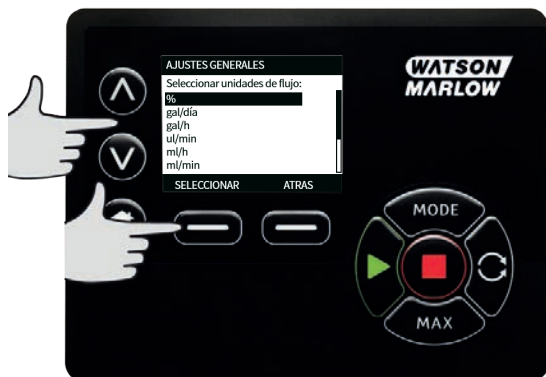 AJUSTES GENERALES
Seleccionar unidades de flujo:
%
gal/día
gal/h
ul/min
ml/h
ml/min
SELECCIONAR ATRAS
WATSON
MARLOW
MODE
MAX